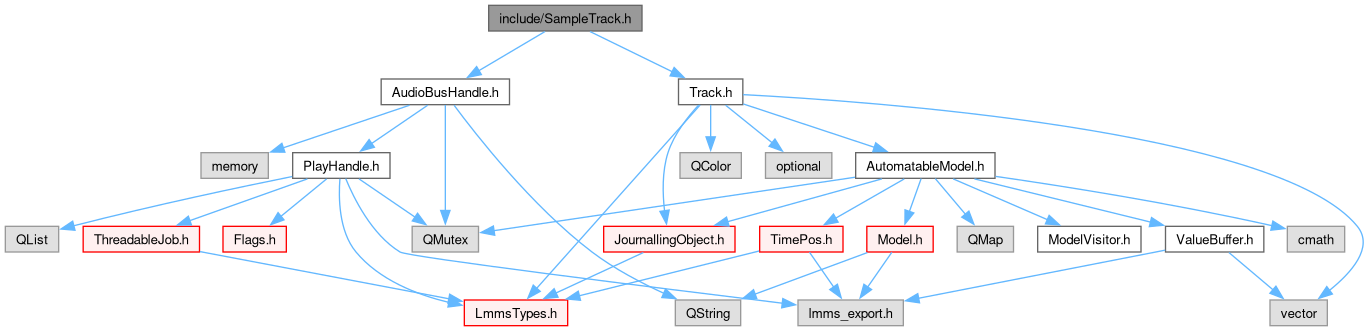 include/SampleTrack.h
AudioBusHandle.h
Track.h
memory
PlayHandle.h
QColor
optional
AutomatableModel.h
QList
ThreadableJob.h
Flags.h
QMutex
JournallingObject.h
TimePos.h
Model.h
QMap
ModelVisitor.h
ValueBuffer.h
cmath
LmmsTypes.h
QString
lmms_export.h
vector